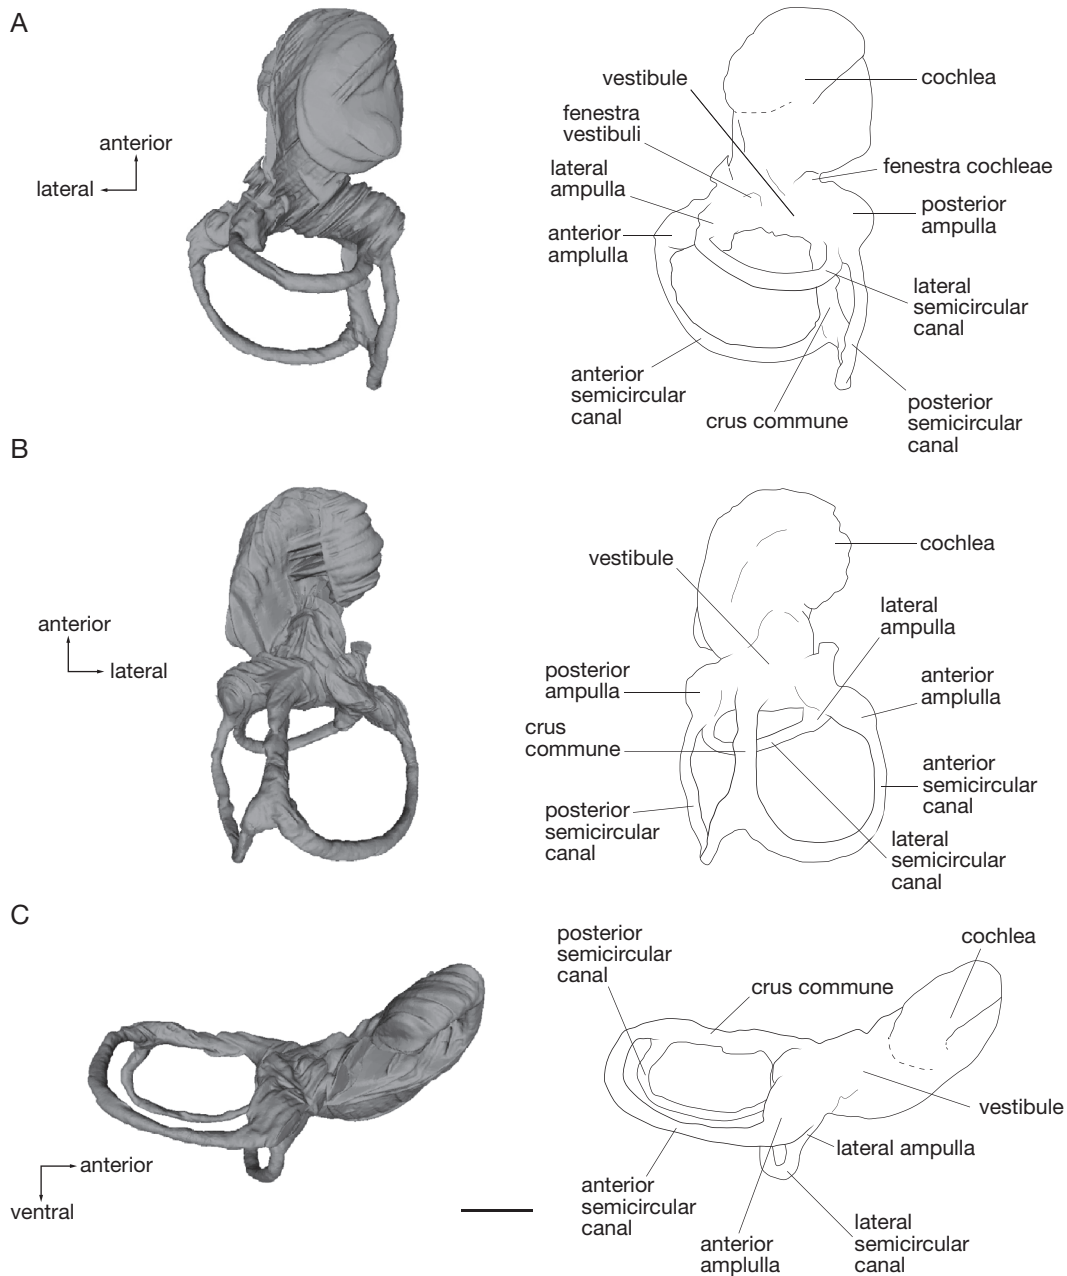 A
anterior
lateral
vestibule
fenestra
vestibuli
lateral
ampulla
anterior
amplulla
cochlea
fenestra cochleae
posterior
ampulla
lateral
semicircular
canal
anterior
semicircular
canal
crus commune
posterior
semicircular
canal
B
anterior
lateral
vestibule
cochlea
lateral
ampulla
posterior
ampulla
anterior
amplulla
crus
commune
anterior
semicircular
canal
posterior
semicircular
canal
lateral
semicircular
canal
C
anterior
ventral
posterior
semicircular
canal
cochlea
crus commune
vestibule
lateral ampulla
anterior
semicircular
canal
anterior
amplulla
lateral
semicircular
canal